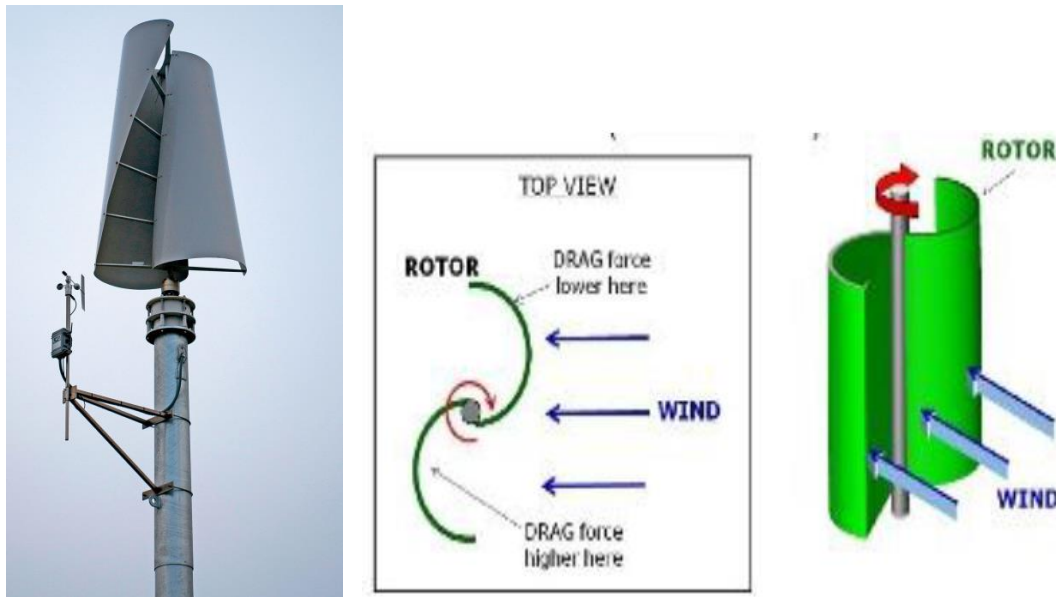 TOP VIEW
ROTOR
DRAG force
lower here
WIND
DRAG force
higher here
ROTOR
WIND